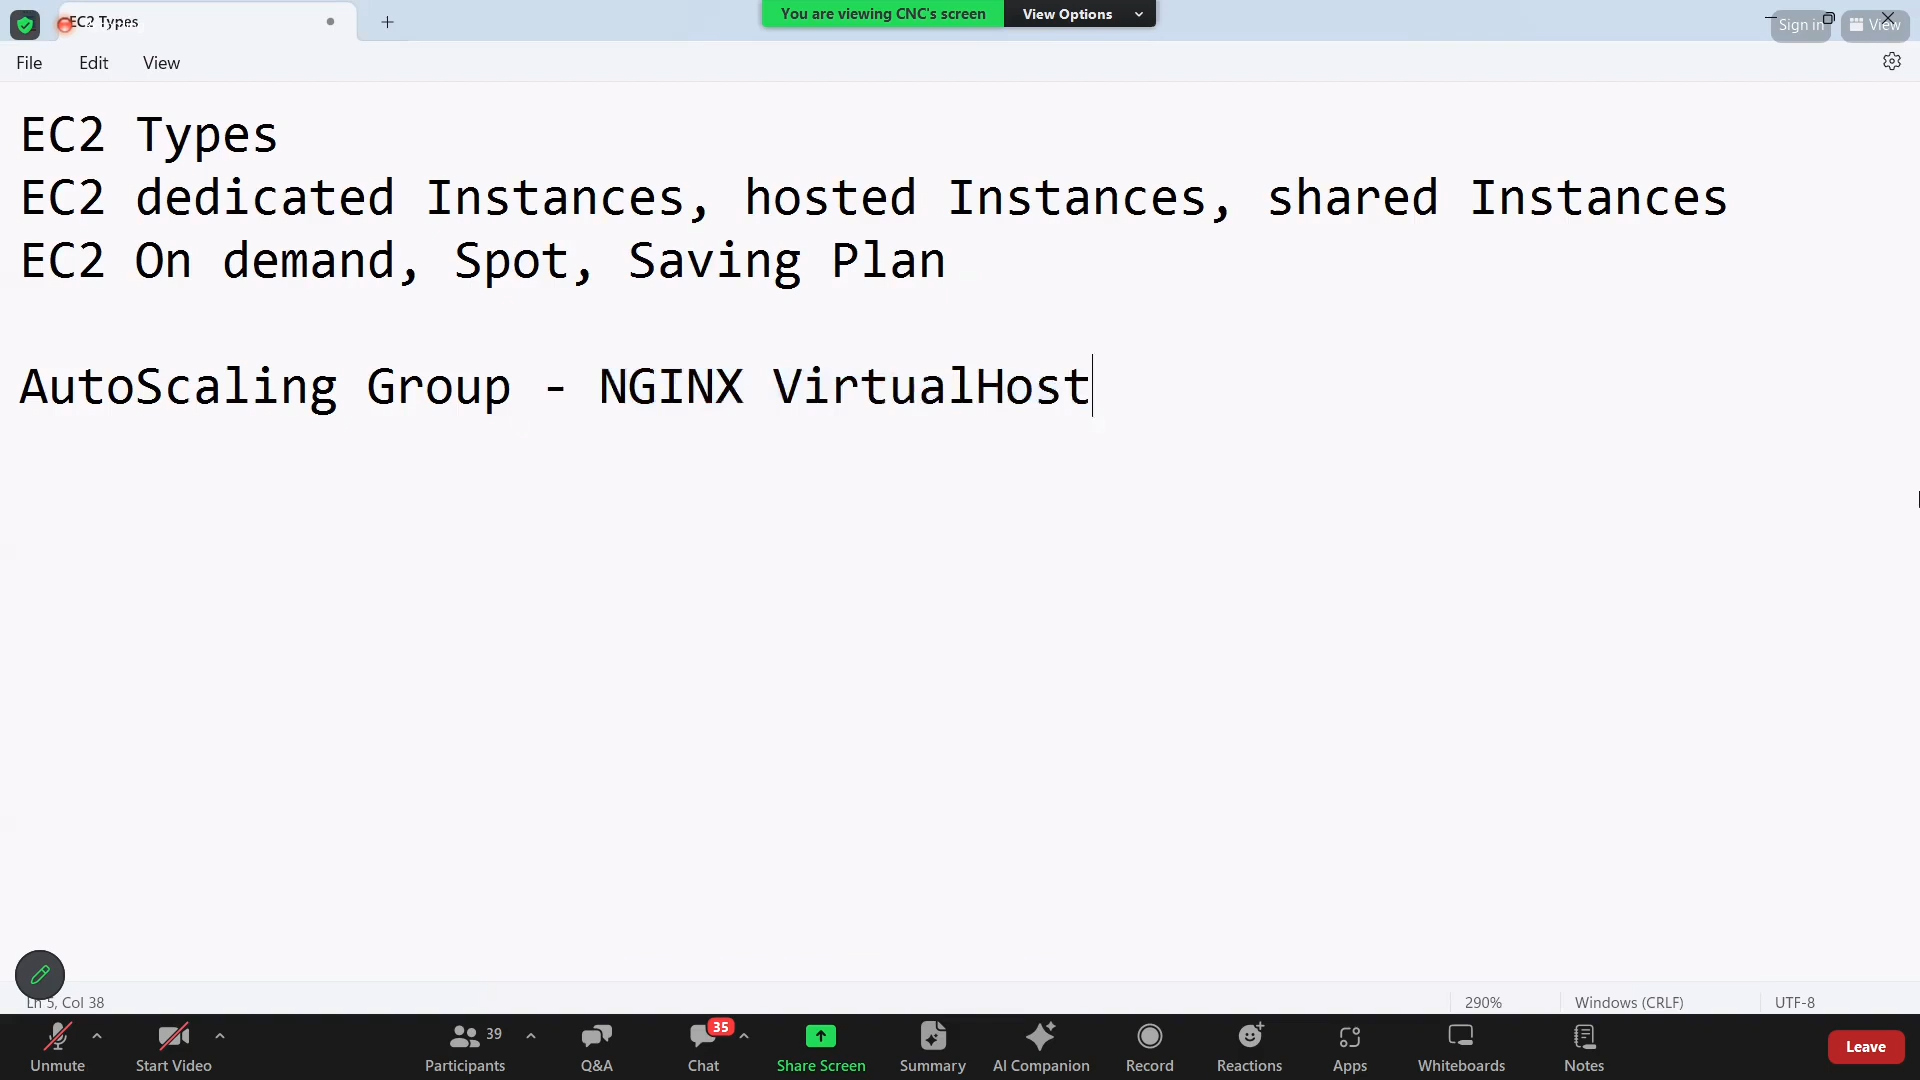 EC2 Types
You are viewing CNC's screen View Options
Sign in View
File Edit View
EC2 Types
EC2 dedicated Instances, hosted Instances, shared Instances
EC2 On demand, Spot, Saving Plan
AutoScaling Group - NGINX VirtualHost
Ln 5, Col 38 290% Windows (CRLF) UTF-8
39 35
Unmute Start Video Participants Q&A Chat Share Screen Summary AI Companion Record Reactions Apps Whiteboards Notes Leave